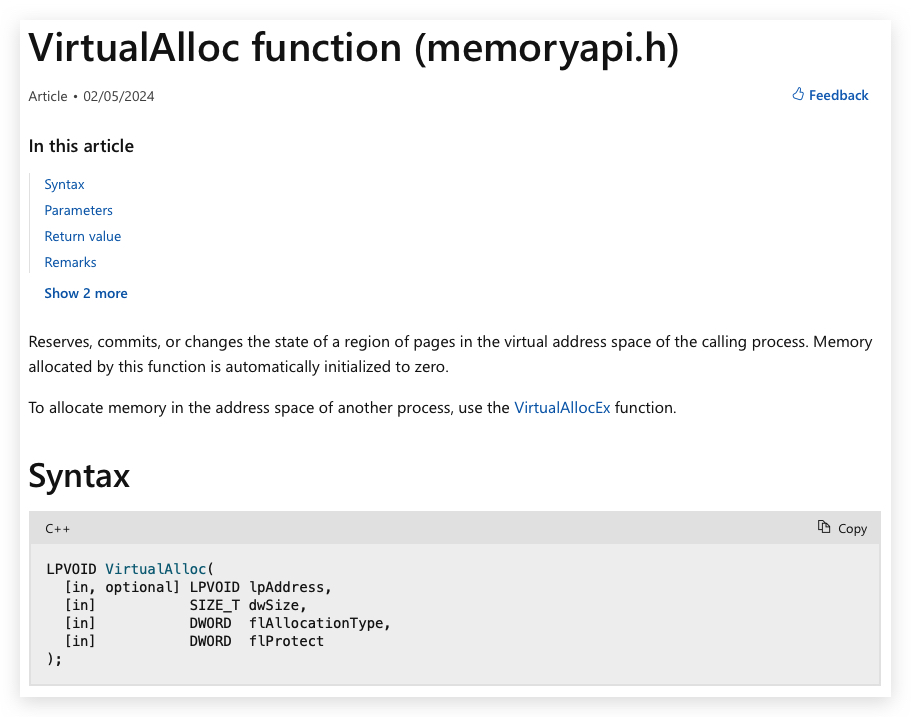 VirtualAlloc function (memoryapi.h)
Article • 02/05/2024
Feedback
In this article
Syntax
Parameters
Return value
Remarks
Show 2 more
Reserves, commits, or changes the state of a region of pages in the virtual address space of the calling process. Memory
allocated by this function is automatically initialized to zero.
To allocate memory in the address space of another process, use the VirtualAllocEx function.
Syntax
C++
Copy
LPVOID VirtualAlloc(
  [in, optional] LPVOID lpAddress,
  [in]           SIZE_T dwSize,
  [in]           DWORD  flAllocationType,
  [in]           DWORD  flProtect
);